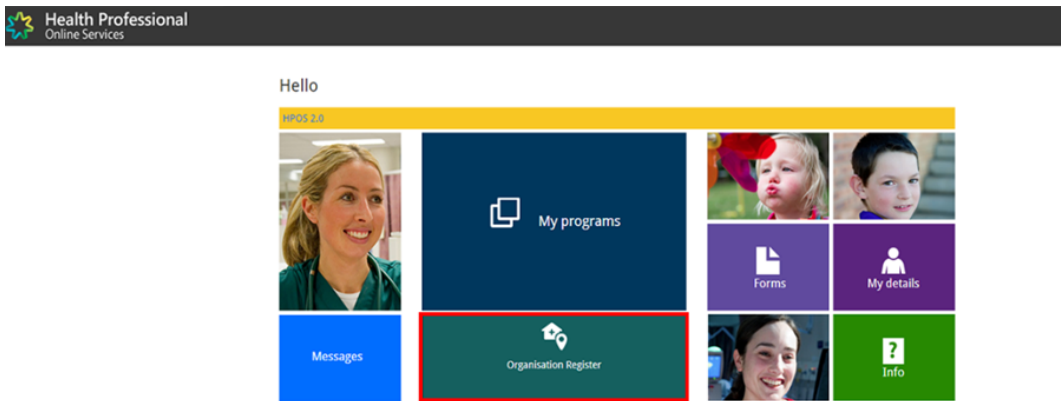 Health Professional
Online Services
Hello
HPOS 2.0
My programs
Forms
My details
Messages
Organisation Register
?
Info